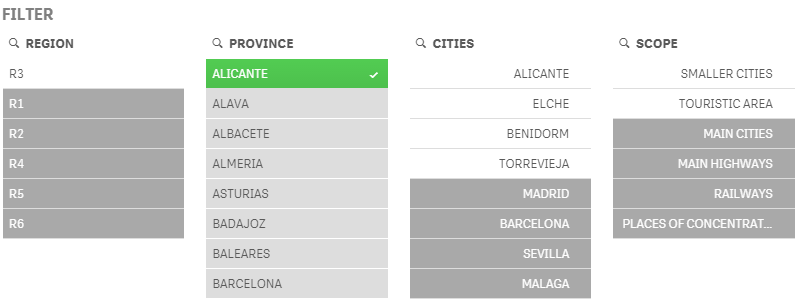 FILTER
REGION
R3
R1
R2
R4
R5
R6
PROVINCE
ALICANTE
ALAVA
ALBACETE
ALMERIA
ASTURIAS
BADAJOZ
BALEARES
BARCELONA
CITIES
ALICANTE
ELCHE
BENIDORM
TORREVIEJA
MADRID
BARCELONA
SEVILLA
MALAGA
SCOPE
SMALLER CITIES
TOURISTIC AREA
MAIN CITIES
MAIN HIGHWAYS
RAILWAYS
PLACES OF CONCENTRAT...